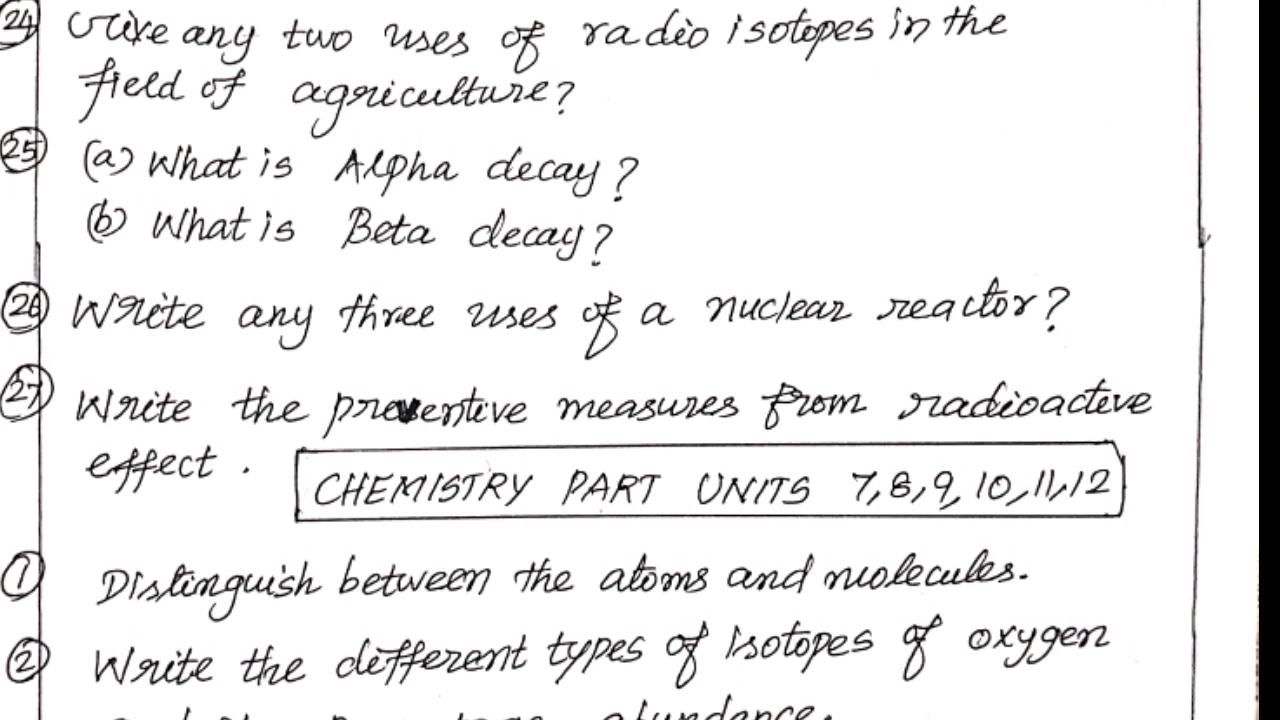 24 Give any two uses of radio isotopes in the
field of agriculture?
25 (a) What is Alpha decay?
(b) What is Beta decay?
26 Write any three uses of a nuclear reactor?
27 Write the preventive measures from radioactive
effect.
CHEMISTRY PART UNITS 7,8,9,10,11,12
1 Distinguish between the atoms and molecules.
2 Write the different types of isotopes of oxygen
abundance.